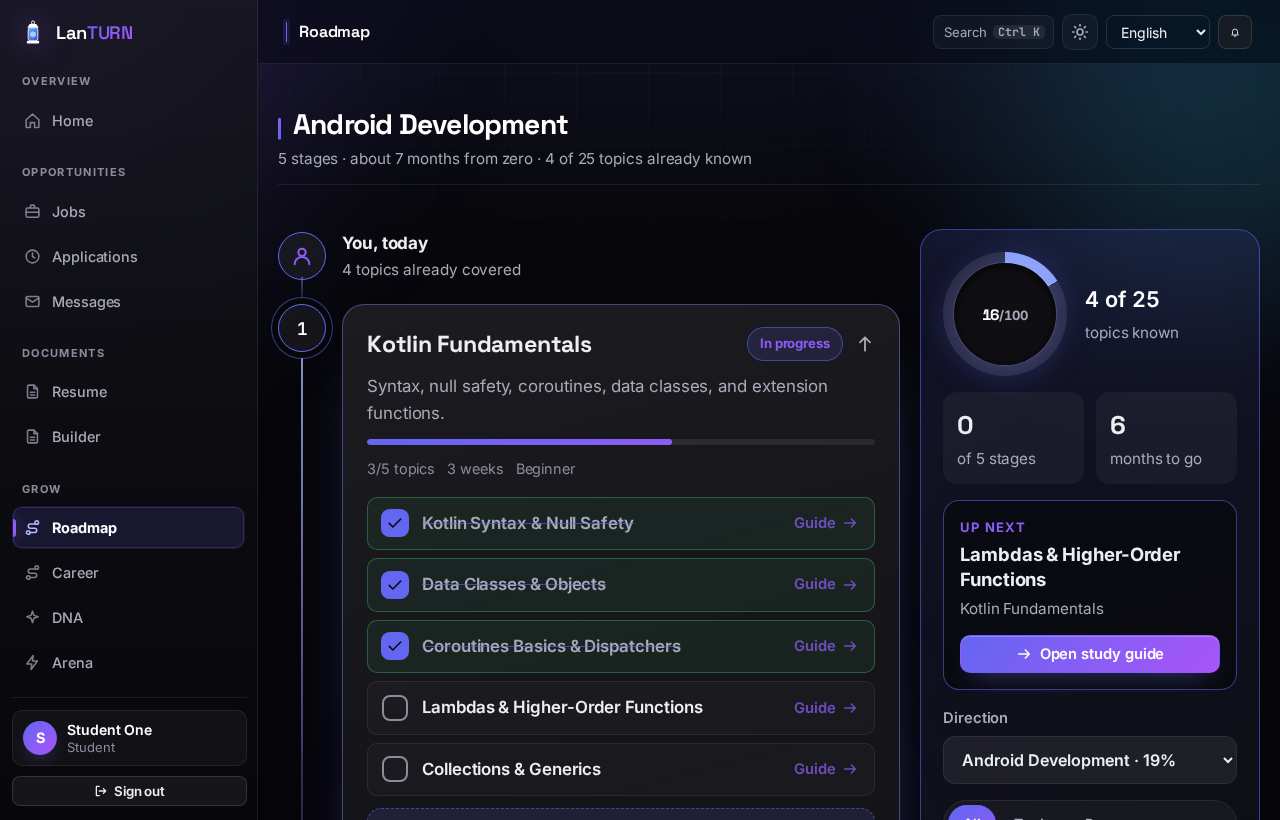 LanTURN
OVERVIEW
Home
OPPORTUNITIES
Jobs
Applications
Messages
DOCUMENTS
Resume
Builder
GROW
Roadmap
Career
DNA
Arena
S
Student One
Student
Sign out
Roadmap
Search Ctrl K
English
Android Development
5 stages · about 7 months from zero · 4 of 25 topics already known
You, today
4 topics already covered
1
Kotlin Fundamentals
In progress
Syntax, null safety, coroutines, data classes, and extension
functions.
3/5 topics 3 weeks Beginner
Kotlin Syntax & Null Safety Guide →
Data Classes & Objects Guide →
Coroutines Basics & Dispatchers Guide →
Lambdas & Higher-Order Functions Guide →
Collections & Generics Guide →
16/100
4 of 25
topics known
0
of 5 stages
6
months to go
UP NEXT
Lambdas & Higher-Order
Functions
Kotlin Fundamentals
→ Open study guide
Direction
Android Development · 19%